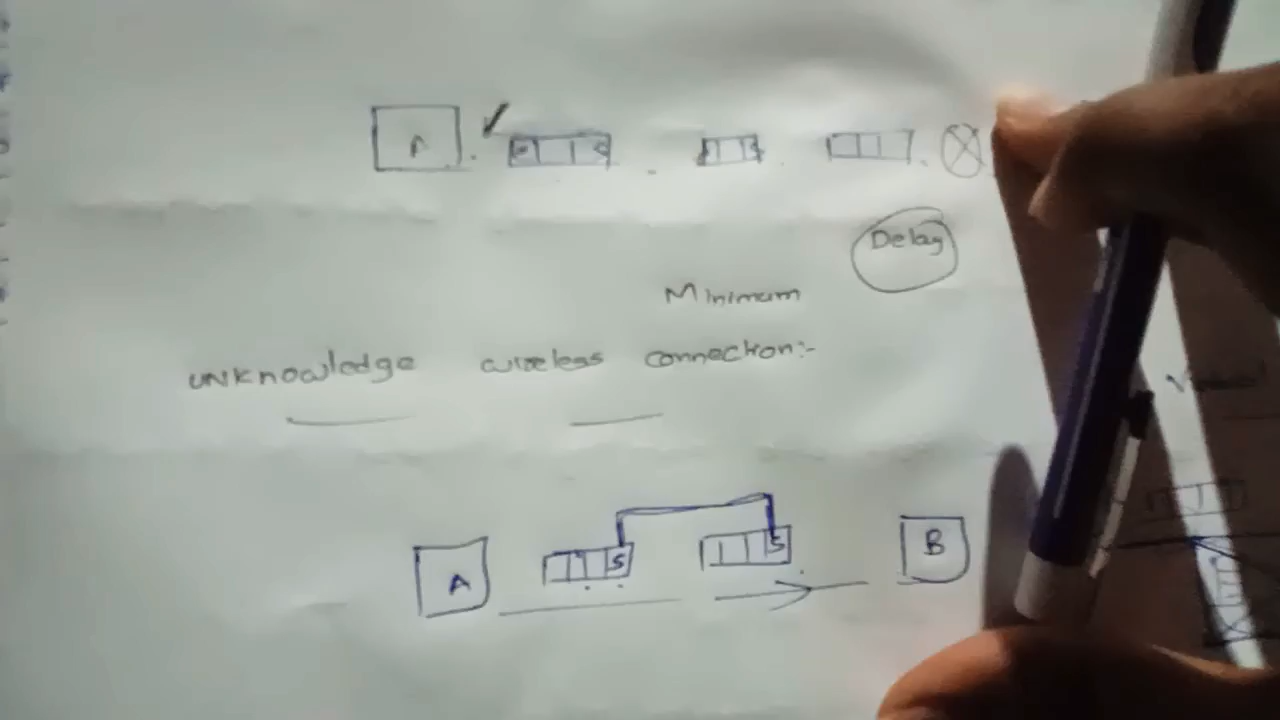 A
Delay
Minimum
unknowledge wireless connection:-
S S
A B